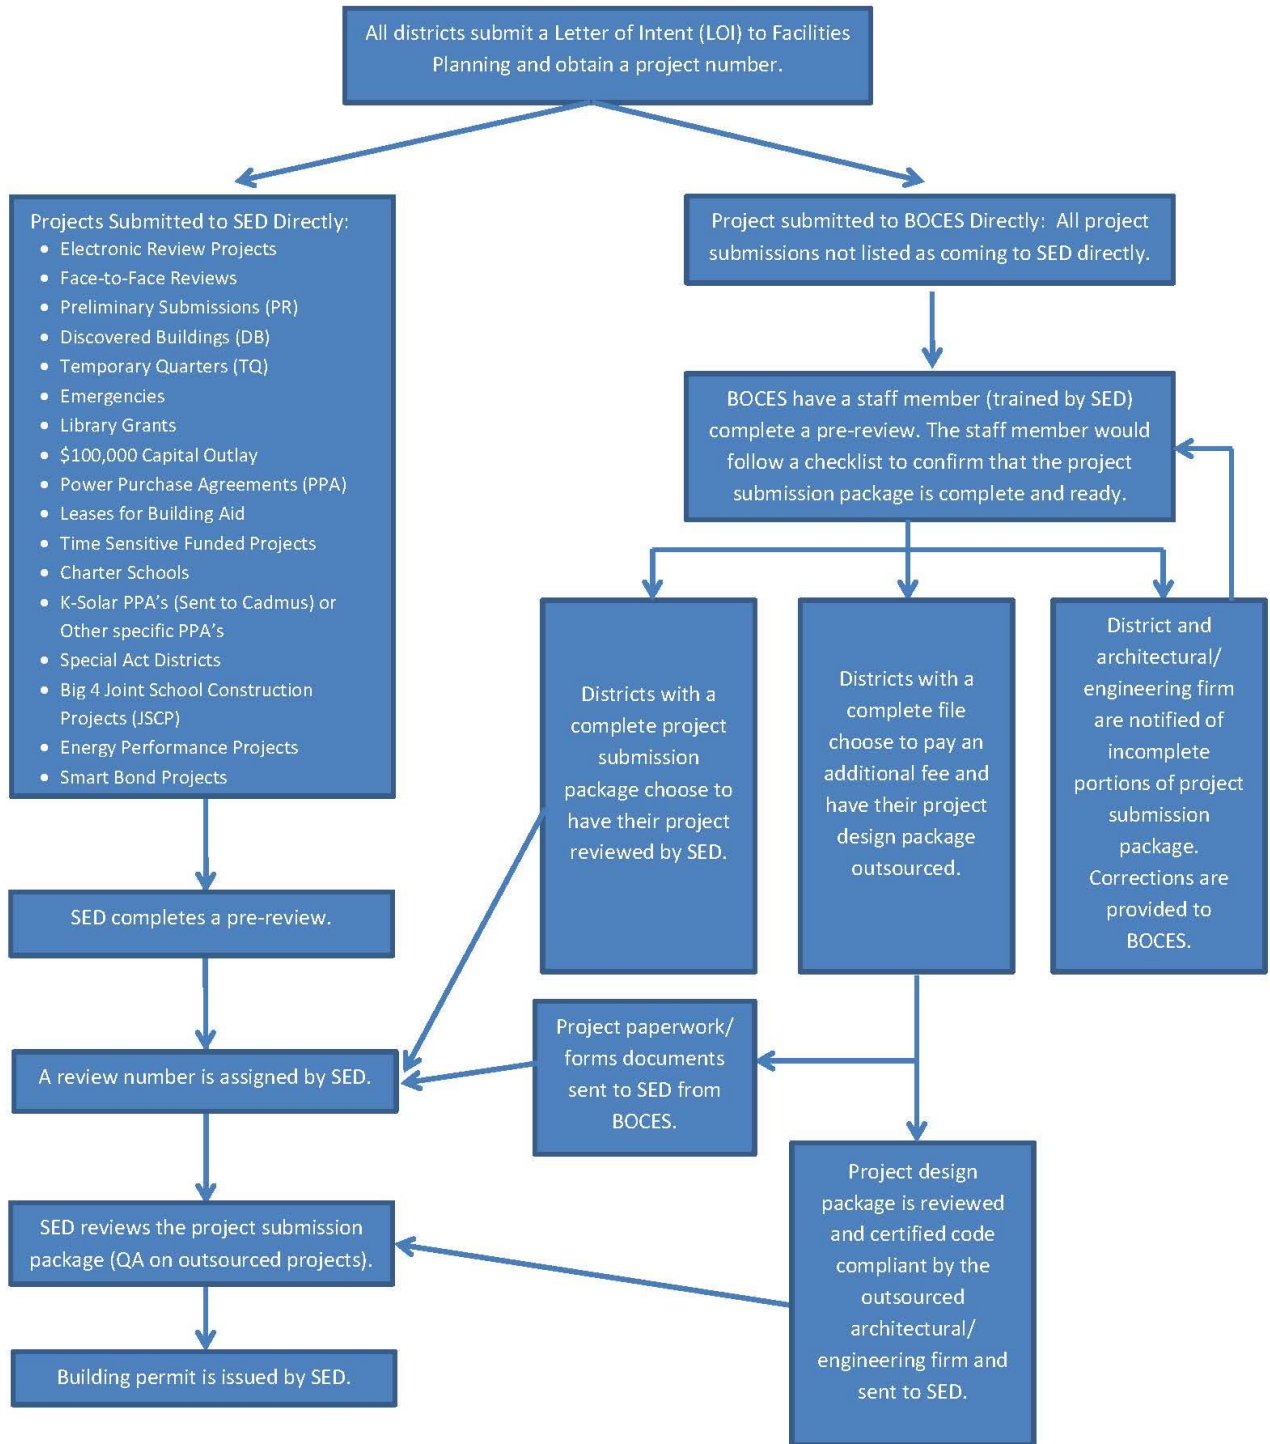 All districts submit a Letter of Intent (LOI) to Facilities
Planning and obtain a project number.
Projects Submitted to SED Directly:
• Electronic Review Projects
• Face-to-Face Reviews
• Preliminary Submissions (PR)
• Discovered Buildings (DB)
• Temporary Quarters (TQ)
• Emergencies
• Library Grants
• $100,000 Capital Outlay
• Power Purchase Agreements (PPA)
• Leases for Building Aid
• Time Sensitive Funded Projects
• Charter Schools
• K-Solar PPA's (Sent to Cadmus) or
Other specific PPA's
• Special Act Districts
• Big 4 Joint School Construction
Projects (JSCP)
• Energy Performance Projects
• Smart Bond Projects
Project submitted to BOCES Directly: All project
submissions not listed as coming to SED directly.
BOCES have a staff member (trained by SED)
complete a pre-review. The staff member would
follow a checklist to confirm that the project
submission package is complete and ready.
Districts with a
complete project
submission
package choose to
have their project
reviewed by SED.
Districts with a
complete file
choose to pay an
additional fee and
have their project
design package
outsourced.
District and
architectural/
engineering firm
are notified of
incomplete
portions of project
submission
package.
Corrections are
provided to
BOCES.
SED completes a pre-review.
Project paperwork/
forms documents
sent to SED from
BOCES.
A review number is assigned by SED.
Project design
package is reviewed
and certified code
compliant by the
outsourced
architectural/
engineering firm and
sent to SED.
SED reviews the project submission
package (QA on outsourced projects).
Building permit is issued by SED.